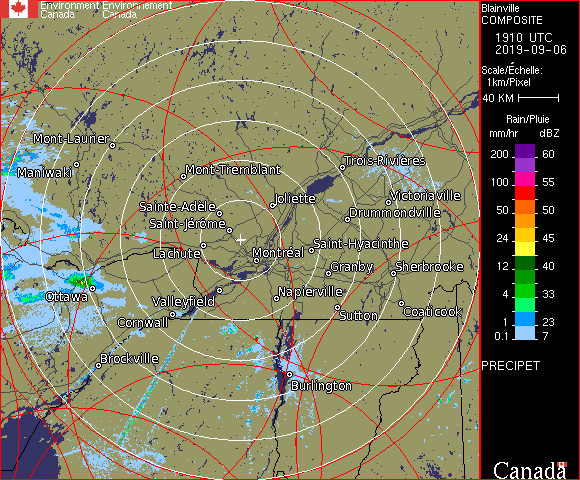 Environment Environnement
Canada Canada
Blainville
COMPOSITE
1910 UTC
2019-09-06
Scale/Échelle:
1km/Pixel
40 KM
Rain/Pluie
mm/hr dBZ
200 60
100 55
50 50
24 45
12 40
4 33
1 23
0.1 7
PRECIPET
Mont-Laurier
Maniwaki
Mont-Tremblant
Trois-Rivières
Sainte-Adèle
Joliette
Victoriaville
Saint-Jérôme
Drummondville
Lachute
Montréal
Saint-Hyacinthe
Granby
Sherbrooke
Ottawa
Valleyfield
Napierville
Cornwall
Sutton
Coaticook
Brockville
Burlington
Canada